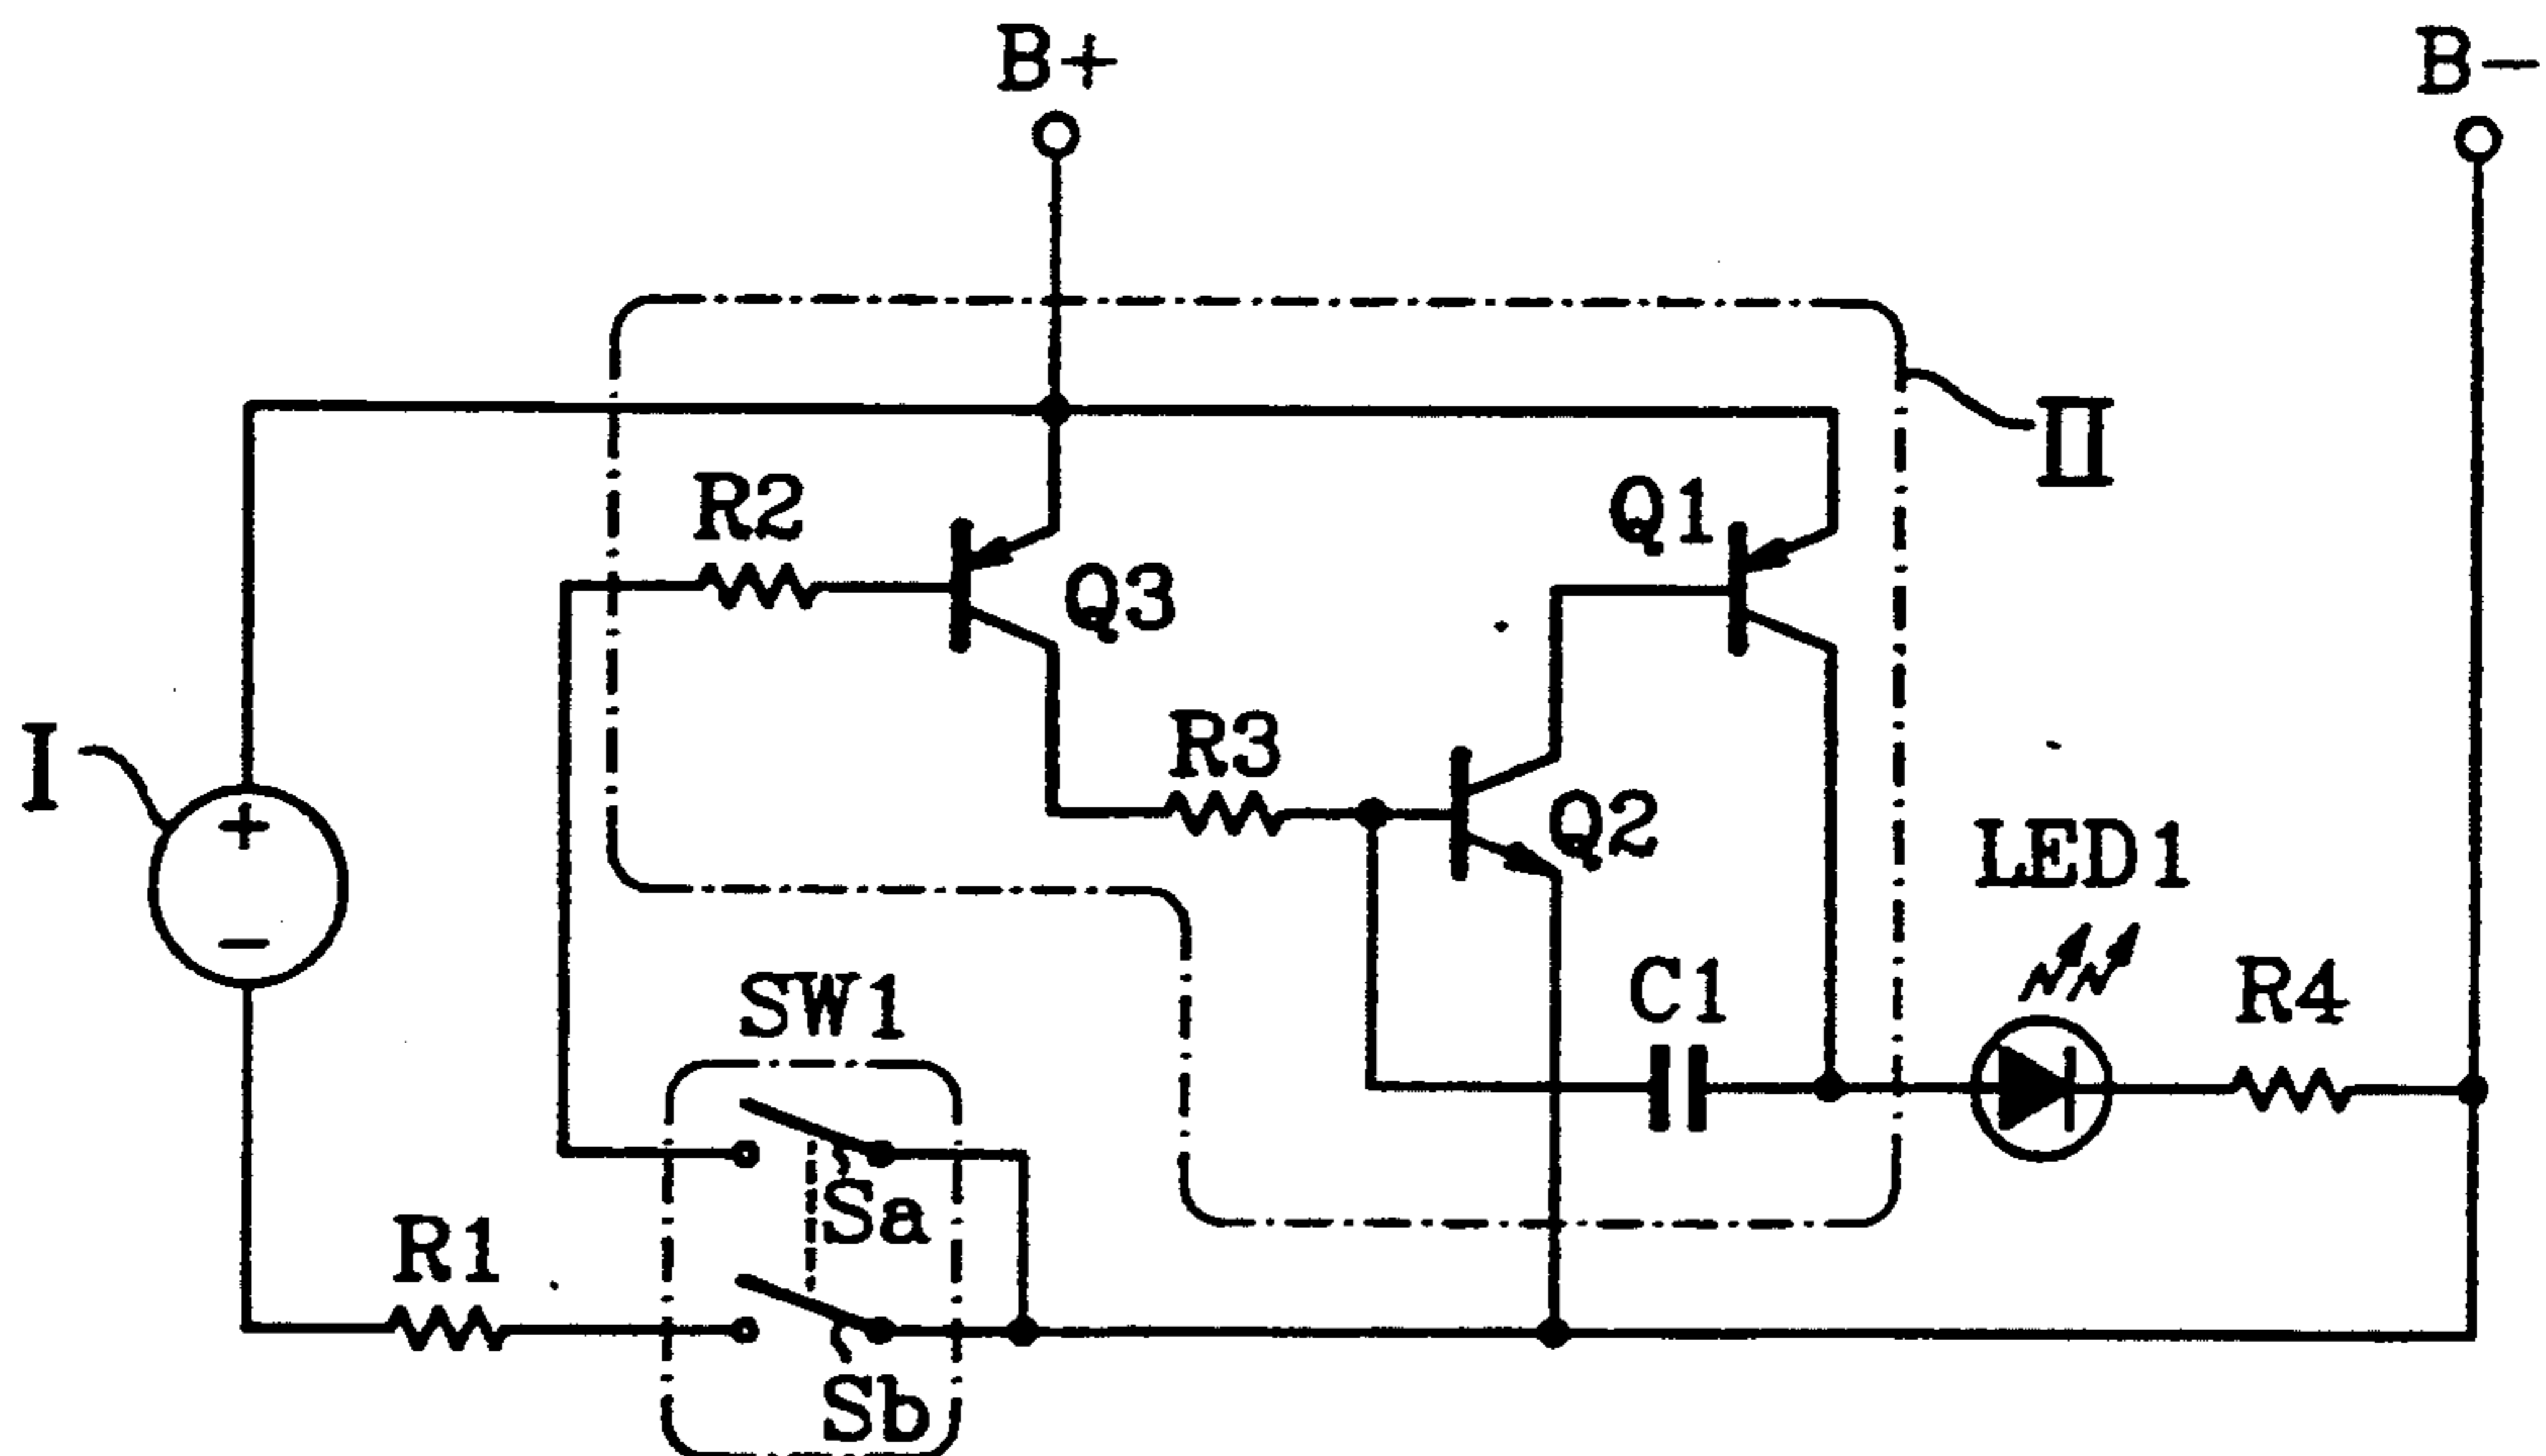 B+
B-
II
R2
Q1
Q3
I
R3
+
Q2
LED1
-
SW1
C1
R4
Sa
R1
Sb